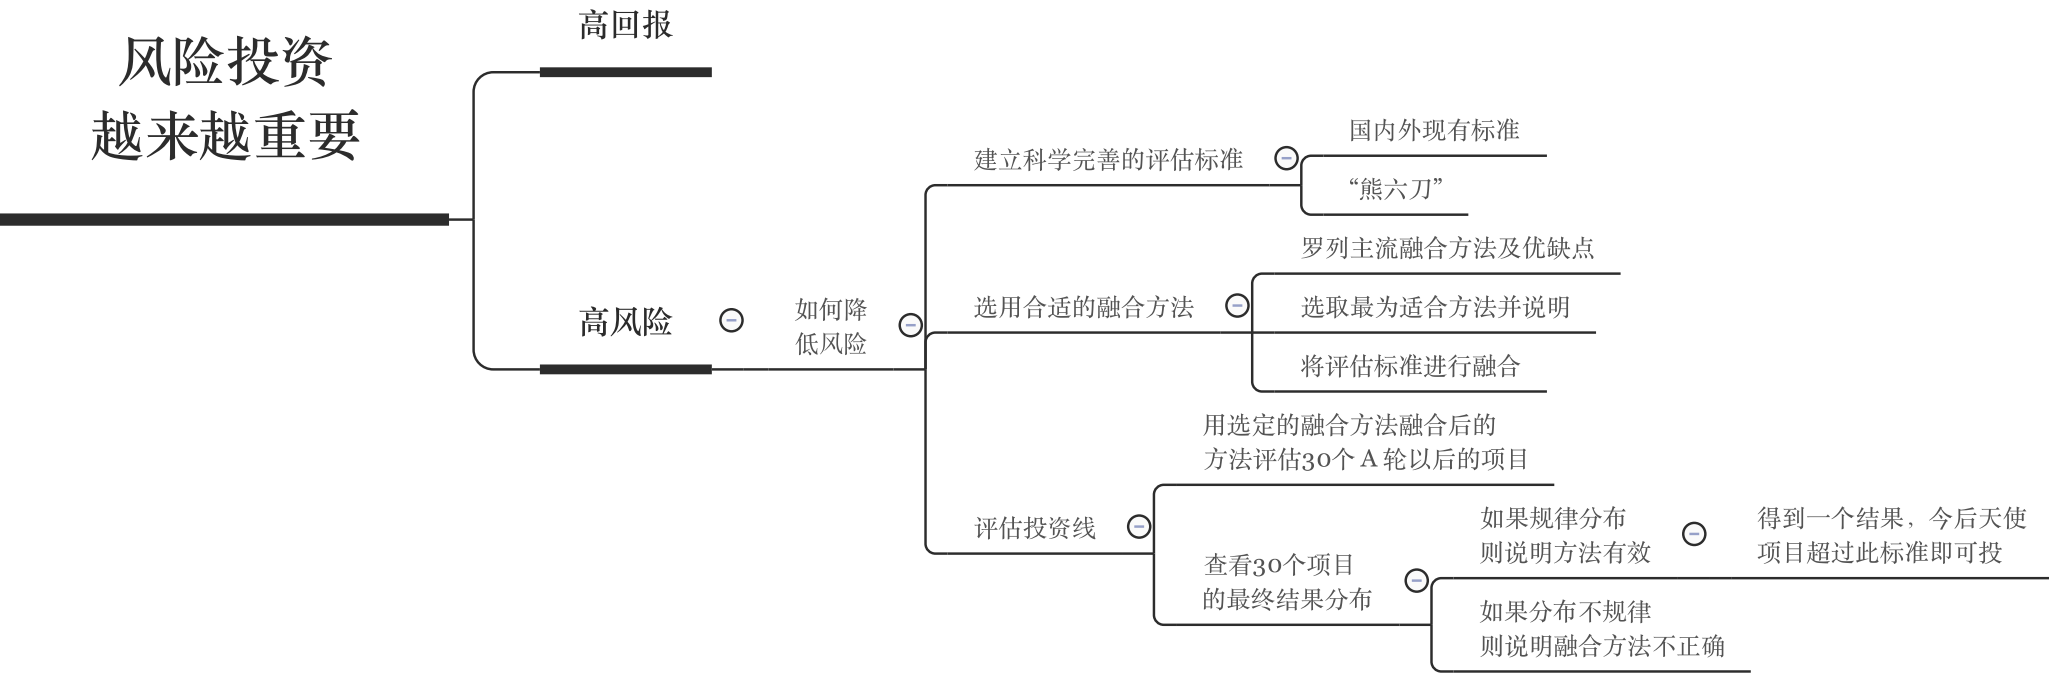 风险投资
越来越重要
高回报
高风险
如何降
低风险
建立科学完善的评估标准
国内外现有标准
“熊六刀”
选用合适的融合方法
罗列主流融合方法及优缺点
选取最为适合方法并说明
将评估标准进行融合
评估投资线
用选定的融合方法融合后的
方法评估30个 A 轮以后的项目
查看30个项目
的最终结果分布
如果规律分布
则说明方法有效
得到一个结果，今后天使
项目超过此标准即可投
如果分布不规律
则说明融合方法不正确